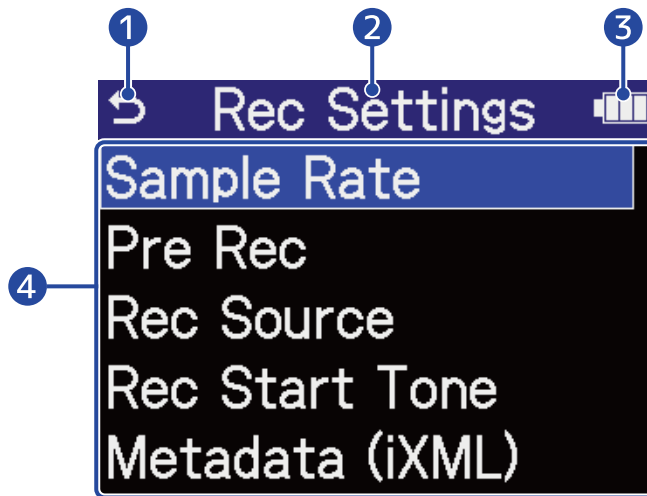 1 2 3
Rec Settings
4
Sample Rate
Pre Rec
Rec Source
Rec Start Tone
Metadata (iXML)